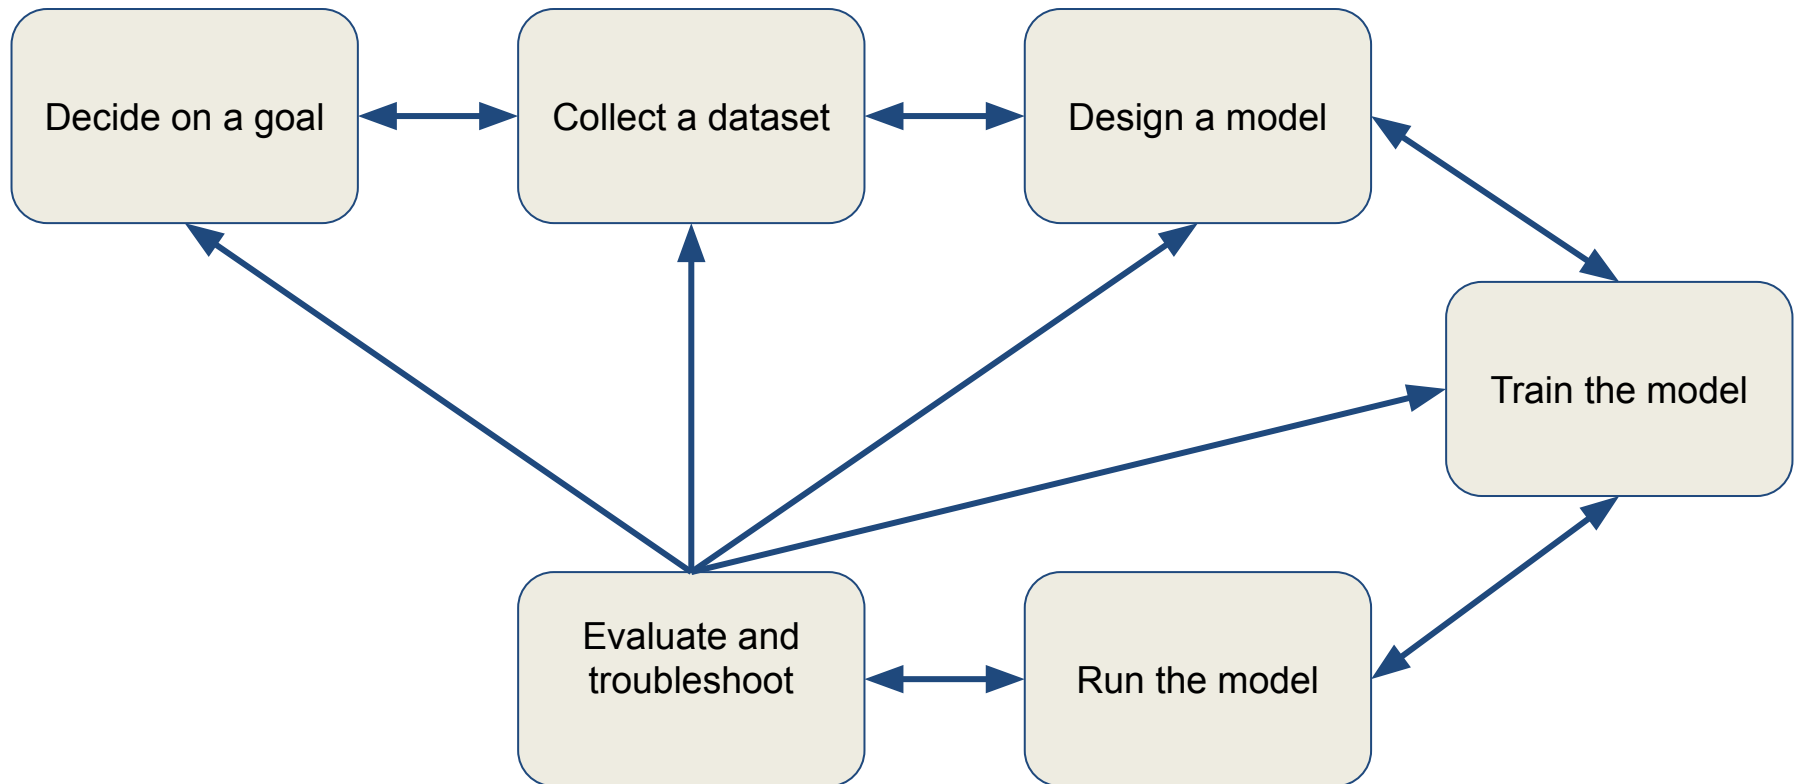 Decide on a goal
Collect a dataset
Design a model
Train the model
Evaluate and
troubleshoot
Run the model